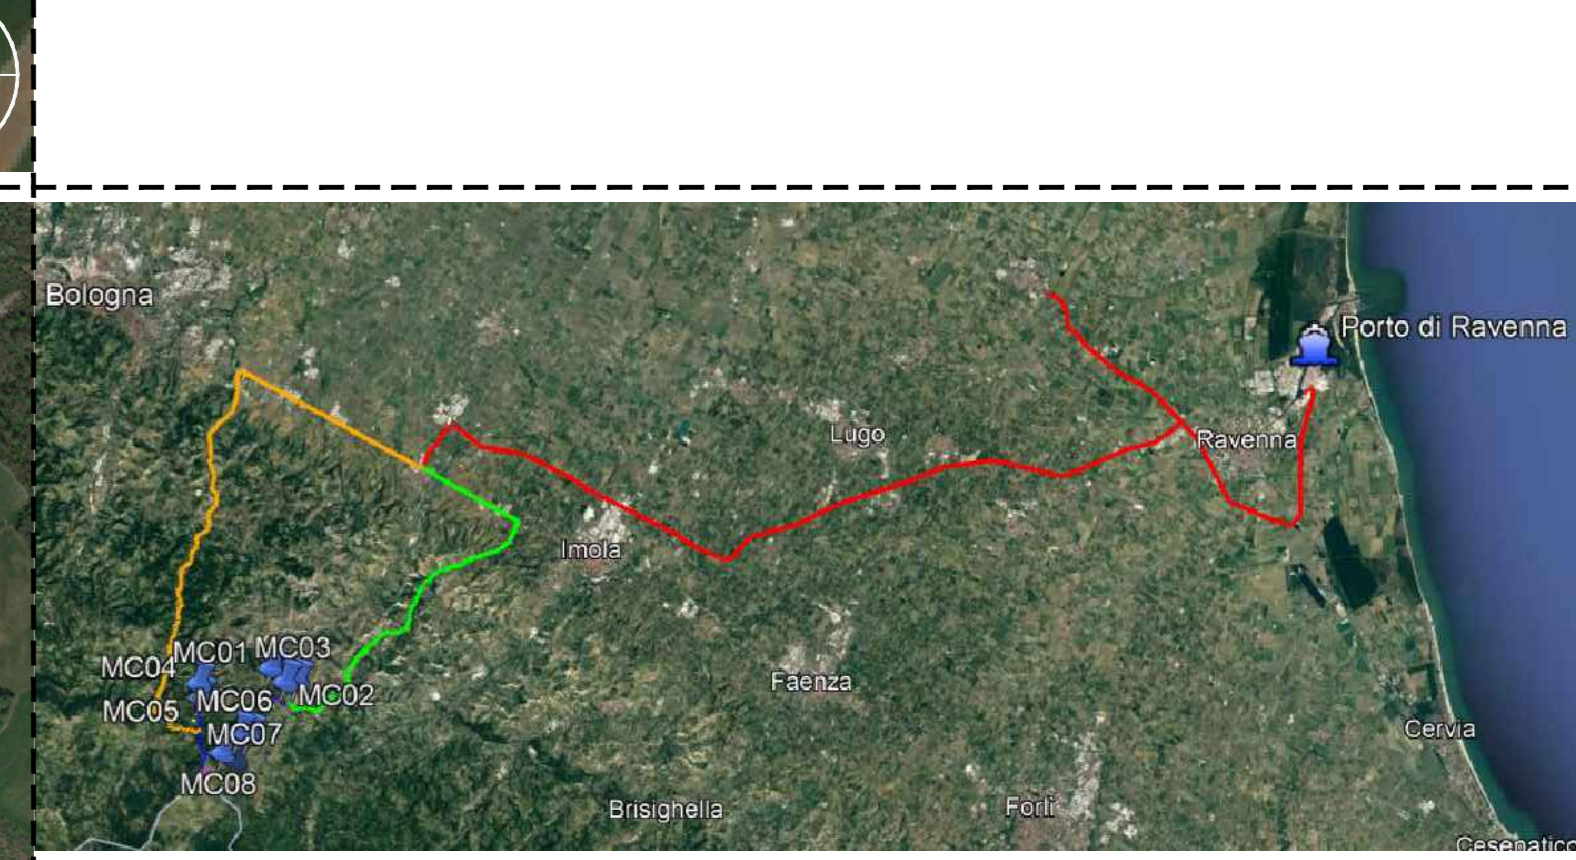 Bologna
Porto di Ravenna
Lugo
Ravenna
Imola
MC01
MC03
MC04
MC02
MC06
MC05
MC07
MC08
Faenza
Cervia
Brisighella
Forlì
Cesenatico